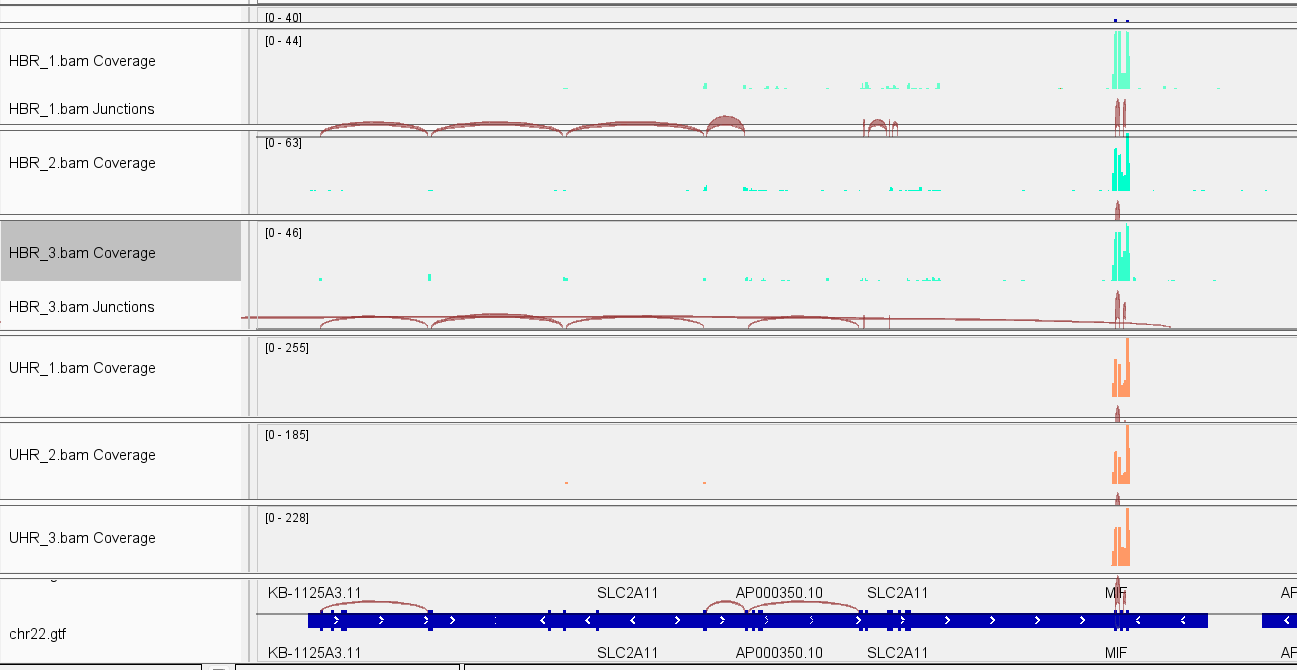 [0 - 40]
[0 - 44]
HBR_1.bam Coverage
HBR_1.bam Junctions
[0 - 63]
HBR_2.bam Coverage
[0 - 46]
HBR_3.bam Coverage
HBR_3.bam Junctions
[0 - 255]
UHR_1.bam Coverage
[0 - 185]
UHR_2.bam Coverage
[0 - 228]
UHR_3.bam Coverage
KB-1125A3.11 SLC2A11 AP000350.10 SLC2A11 MIF AP
chr22.gtf
KB-1125A3.11 SLC2A11 AP000350.10 SLC2A11 MIF AP